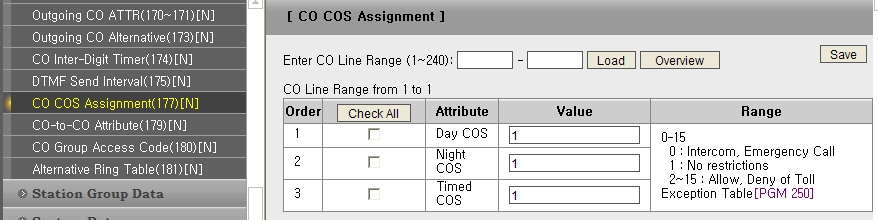 Outgoing CO ATTR(170~171)[N]
Outgoing CO Alternative(173)[N]
CO Inter-Digit Timer(174)[N]
DTMF Send Interval(175)[N]
CO COS Assignment(177)[N]
CO-to-CO Attribute(179)[N]
CO Group Access Code(180)[N]
Alternative Ring Table(181)[N]
Station Group Data
[ CO COS Assignment ]
Enter CO Line Range (1~240): - Load Overview Save
CO Line Range from 1 to 1
Order Check All Attribute Value Range
1 Day COS 1
2 Night COS 1
3 Timed COS 1
0-15
0 : Intercom, Emergency Call
1 : No restrictions
2~15 : Allow, Deny of Toll
Exception Table[PGM 250]